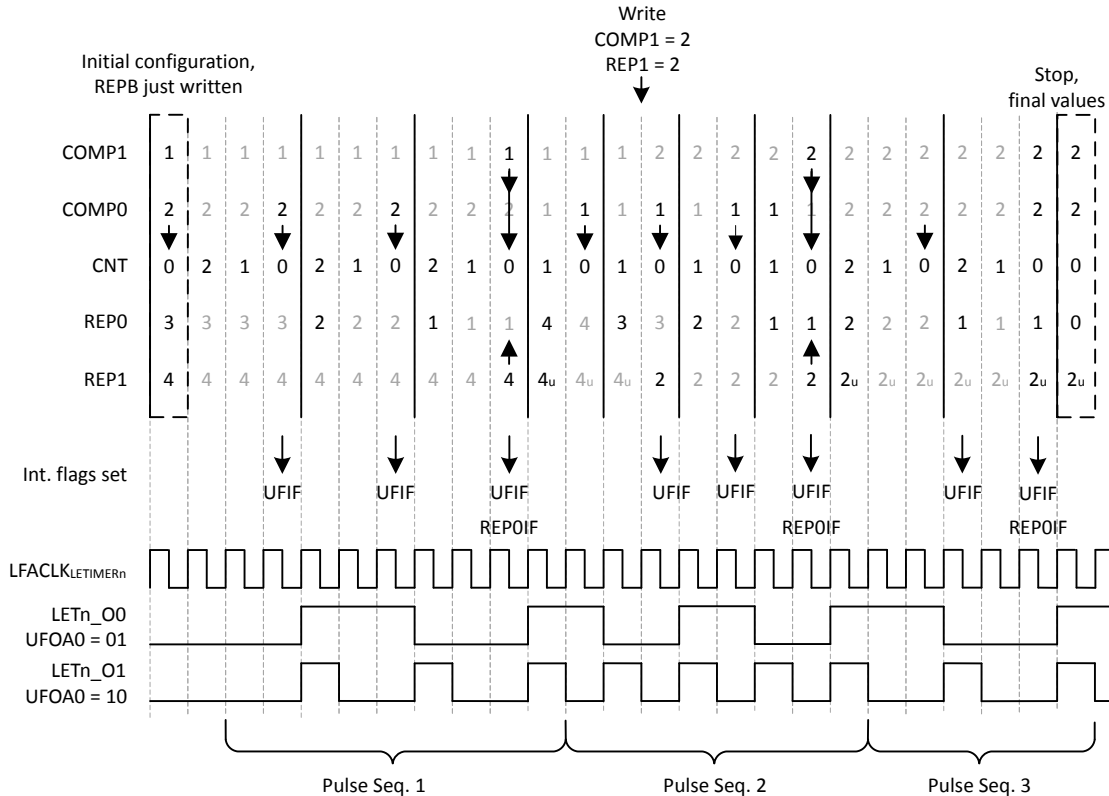 Write
COMP1 = 2
REP1 = 2
Initial configuration,
REPB just written
Stop,
final values
COMP1 1 1 1 1 1 1 1 1 1 1 1 1 1 2 2 2 2 2 2 2 2 2 2 2 2
COMP0 2 2 2 2 2 2 2 2 2 2 1 1 1 1 1 1 1 1 2 2 2 2 2 2 2
CNT 0 2 1 0 2 1 0 2 1 0 1 0 1 0 1 0 1 0 2 1 0 2 1 0 0
REP0 3 3 3 3 2 2 2 1 1 1 4 4 3 3 2 2 1 1 2 2 2 1 1 1 0
REP1 4 4 4 4 4 4 4 4 4 4 4u 4u 4u 2 2 2 2 2 2u 2u 2u 2u 2u 2u 2u
Int. flags set
UFIF UFIF UFIF UFIF UFIF UFIF UFIF UFIF
REP0IF REP0IF REP0IF
LFACLKLETIMERn
LETn_O0
UFOA0 = 01
LETn_O1
UFOA0 = 10
Pulse Seq. 1 Pulse Seq. 2 Pulse Seq. 3